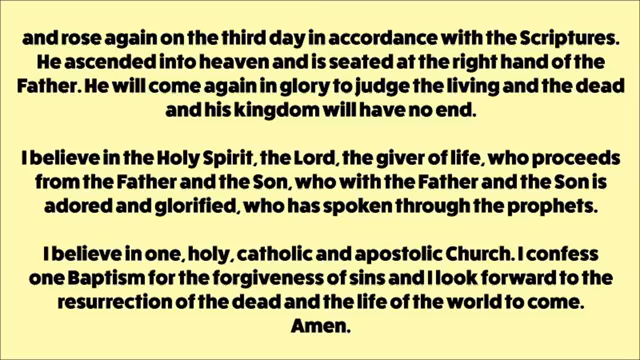 and rose again on the third day in accordance with the Scriptures.
He ascended into heaven and is seated at the right hand of the
Father. He will come again in glory to judge the living and the dead
and his kingdom will have no end.
I believe in the Holy Spirit, the Lord, the giver of life, who proceeds
from the Father and the Son, who with the Father and the Son is
adored and glorified, who has spoken through the prophets.
I believe in one, holy, catholic and apostolic Church. I confess
one Baptism for the forgiveness of sins and I look forward to the
resurrection of the dead and the life of the world to come.
Amen.